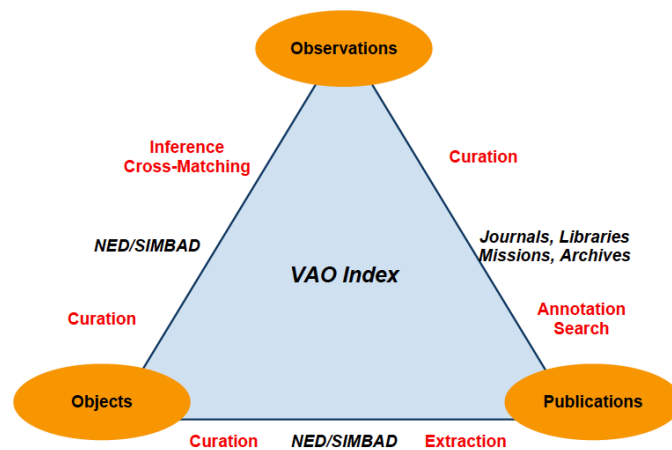 Observations
Inference
Cross-Matching
Curation
NED/SIMBAD
Journals, Libraries
Missions, Archives
VAO Index
Curation
Annotation
Search
Objects
Publications
Curation
NED/SIMBAD
Extraction